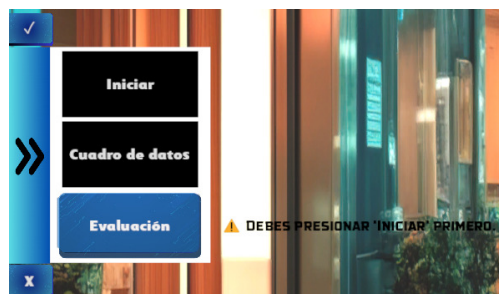 ✓
Iniciar
Cuadro de datos
Evaluación
⚠ DEBES PRESIONAR 'INICIAR' PRIMERO.
X